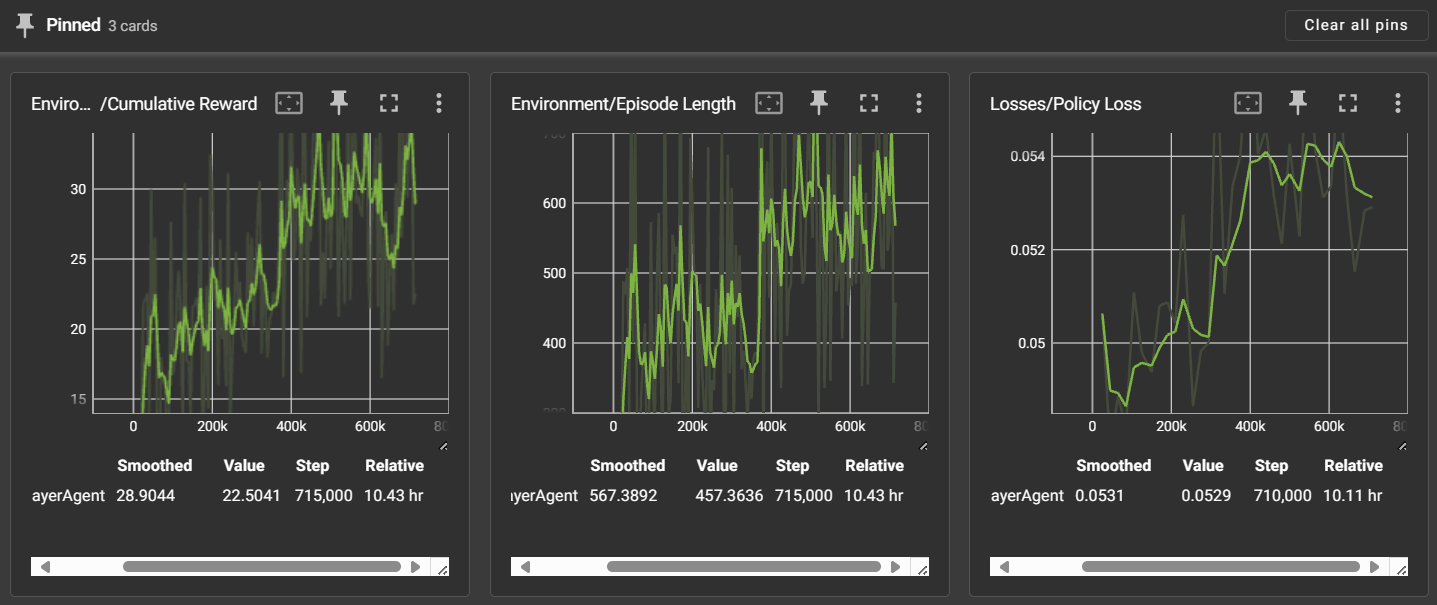 Pinned 3 cards Clear all pins
Enviro... /Cumulative Reward
30
25
20
15
0 200k 400k 600k 80
Smoothed Value Step Relative
ayerAgent 28.9044 22.5041 715,000 10.43 hr
Environment/Episode Length
700
600
500
400
300
0 200k 400k 600k 80
Smoothed Value Step Relative
ayerAgent 567.3892 457.3636 715,000 10.43 hr
Losses/Policy Loss
0.054
0.052
0.05
0 200k 400k 600k 80
Smoothed Value Step Relative
ayerAgent 0.0531 0.0529 710,000 10.11 hr